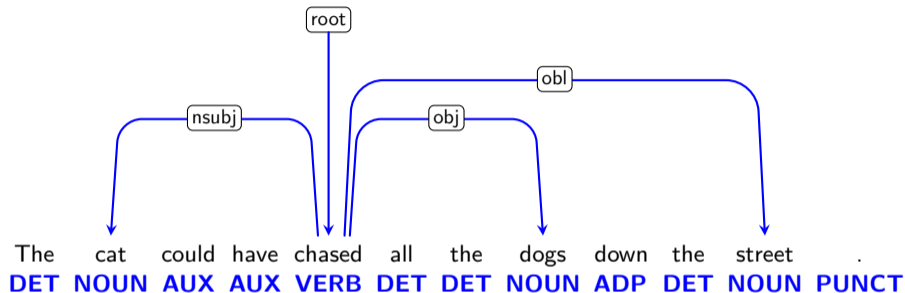 root
obl
nsubj
obj
The cat could have chased all the dogs down the street .
DET NOUN AUX AUX VERB DET DET NOUN ADP DET NOUN PUNCT